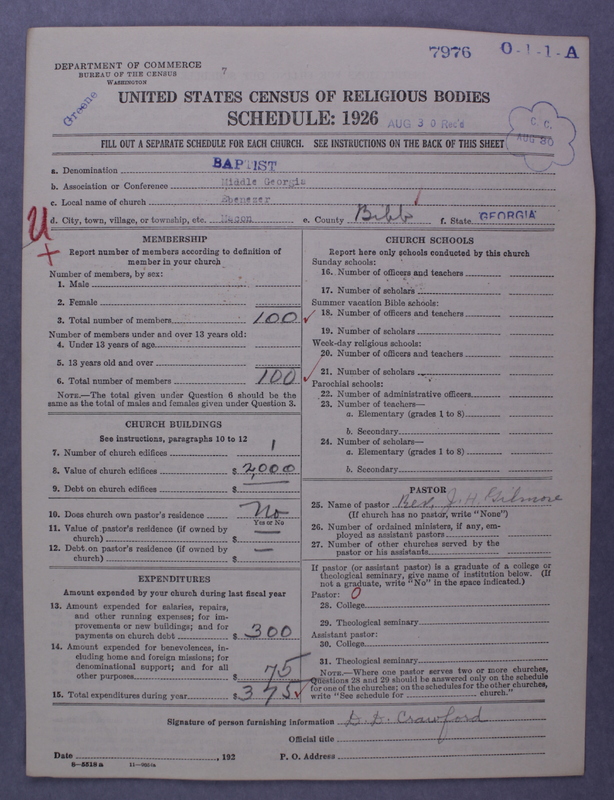 7976 O-1-1-A
DEPARTMENT OF COMMERCE
BUREAU OF THE CENSUS 7
WASHINGTON
Greene
UNITED STATES CENSUS OF RELIGIOUS BODIES
SCHEDULE: 1926 AUG 30 Rec'd
C. C.
AUG 30
FILL OUT A SEPARATE SCHEDULE FOR EACH CHURCH. SEE INSTRUCTIONS ON THE BACK OF THIS SHEET
a. Denomination BAPTIST
b. Association or Conference Middle Georgia
c. Local name of church Ebenezer
d. City, town, village, or township, etc. Macon e. County Bibb f. State GEORGIA
U
+
MEMBERSHIP
Report number of members according to definition of
member in your church
Number of members, by sex:
1. Male
2. Female
3. Total number of members 100
Number of members under and over 13 years old:
4. Under 13 years of age
5. 13 years old and over
6. Total number of members 100
NOTE.—The total given under Question 6 should be the
same as the total of males and females given under Question 3.
CHURCH BUILDINGS
See instructions, paragraphs 10 to 12
7. Number of church edifices 1
8. Value of church edifices $2,000
9. Debt on church edifices $ —
10. Does church own pastor's residence No
Yes or No
11. Value of pastor's residence (if owned by
church) $ —
12. Debt on pastor's residence (if owned by
church) $ —
EXPENDITURES
Amount expended by your church during last fiscal year
13. Amount expended for salaries, repairs,
and other running expenses; for im-
provements or new buildings; and for
payments on church debt $300
14. Amount expended for benevolences, in-
cluding home and foreign missions; for
denominational support; and for all
other purposes $75
15. Total expenditures during year $375
CHURCH SCHOOLS
Report here only schools conducted by this church
Sunday schools:
16. Number of officers and teachers
17. Number of scholars
Summer vacation Bible schools:
18. Number of officers and teachers
19. Number of scholars
Week-day religious schools:
20. Number of officers and teachers
21. Number of scholars
Parochial schools:
22. Number of administrative officers
23. Number of teachers—
a. Elementary (grades 1 to 8)
b. Secondary
24. Number of scholars—
a. Elementary (grades 1 to 8)
b. Secondary
PASTOR
25. Name of pastor Rev. J. H. Gilmore
(If church has no pastor, write "None")
26. Number of ordained ministers, if any, em-
ployed as assistant pastors
27. Number of other churches served by the
pastor or his assistants
If pastor (or assistant pastor) is a graduate of a college or
theological seminary, give name of institution below. (If
not a graduate, write "No" in the space indicated.)
Pastor: 0
28. College
29. Theological seminary
Assistant pastor:
30. College
31. Theological seminary
NOTE.—Where one pastor serves two or more churches,
Questions 28 and 29 should be answered only on the schedule
for one of the churches; on the schedules for the other churches,
write "See schedule for church."
Signature of person furnishing information D. D. Crawford
Official title
Date , 192 P. O. Address
8-5518a